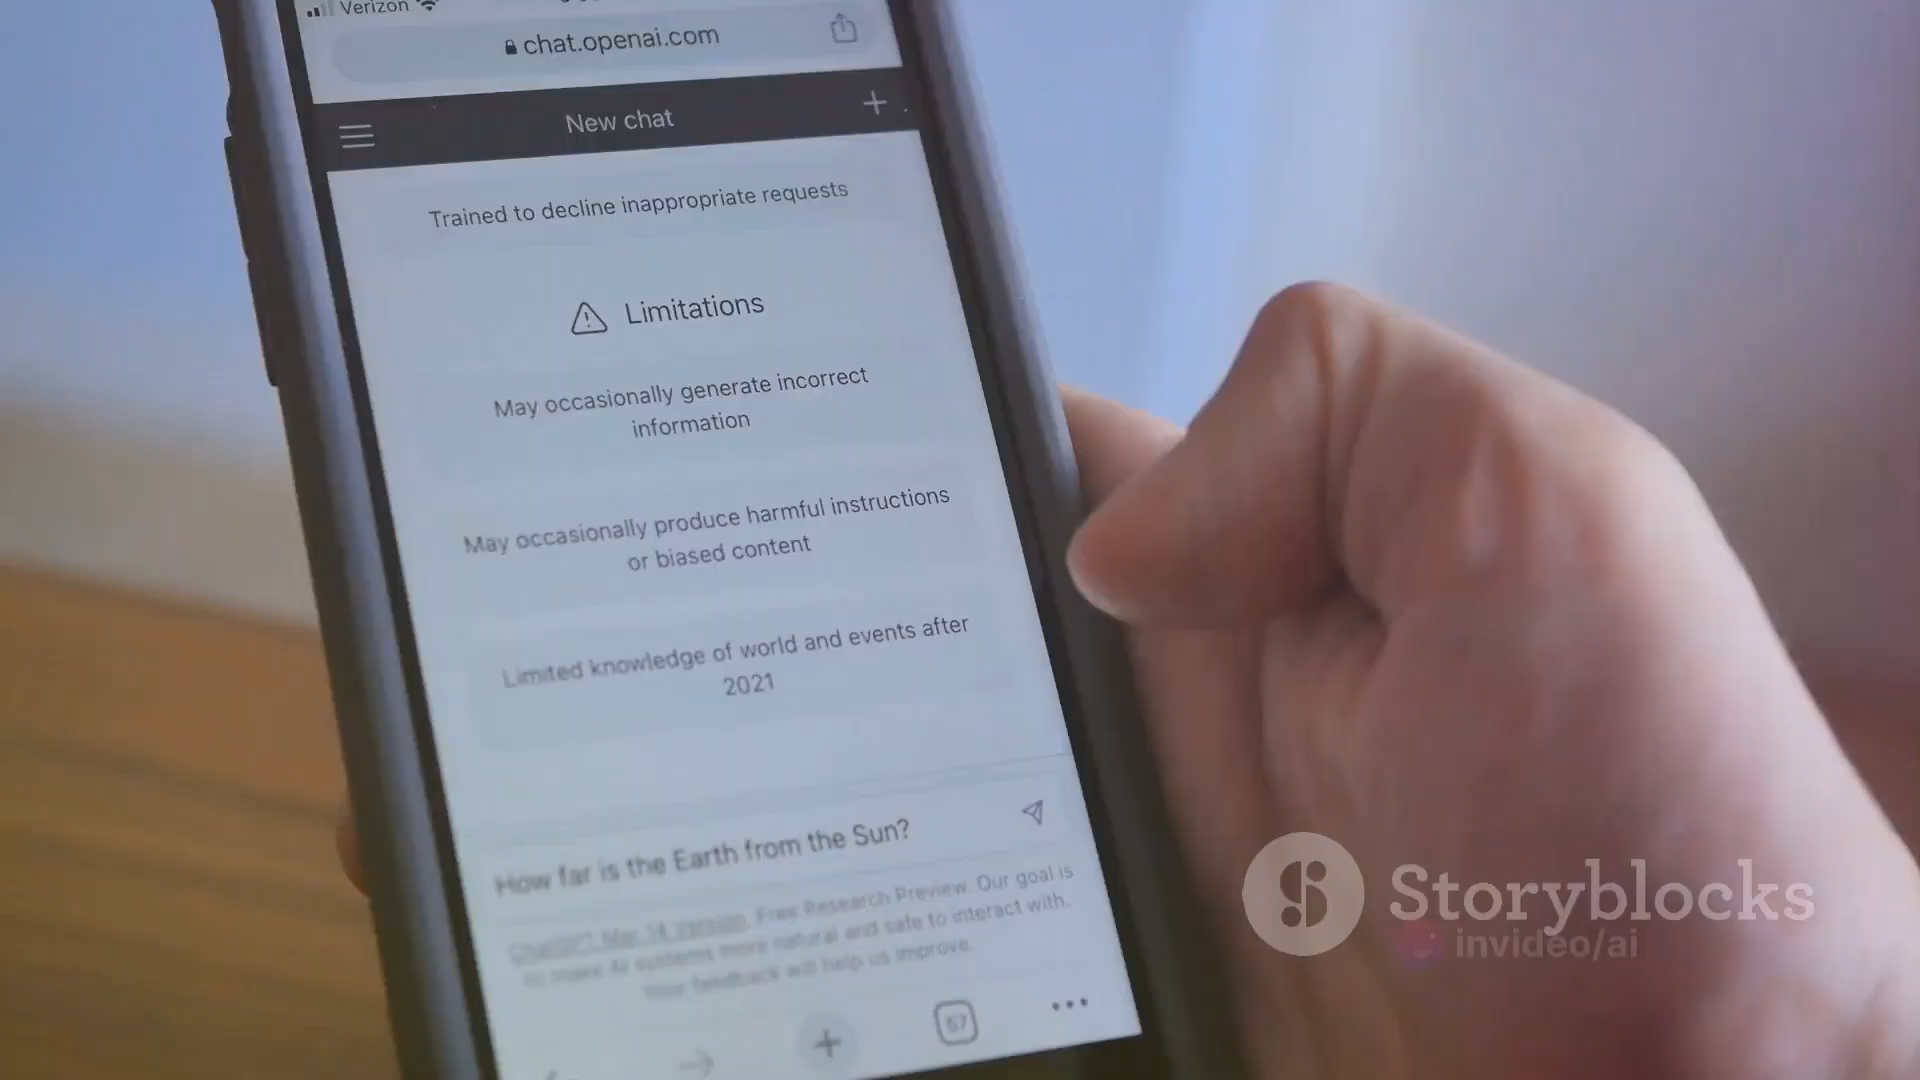 Verizon
chat.openai.com
New chat
Trained to decline inappropriate requests
Limitations
May occasionally generate incorrect
information
May occasionally produce harmful instructions
or biased content
Limited knowledge of world and events after
2021
How far is the Earth from the Sun?
ChatGPT Mar 14 Version. Free Research Preview. Our goal is
to make AI systems more natural and safe to interact with.
Your feedback will help us improve.
57
Storyblocks
invideo/ai